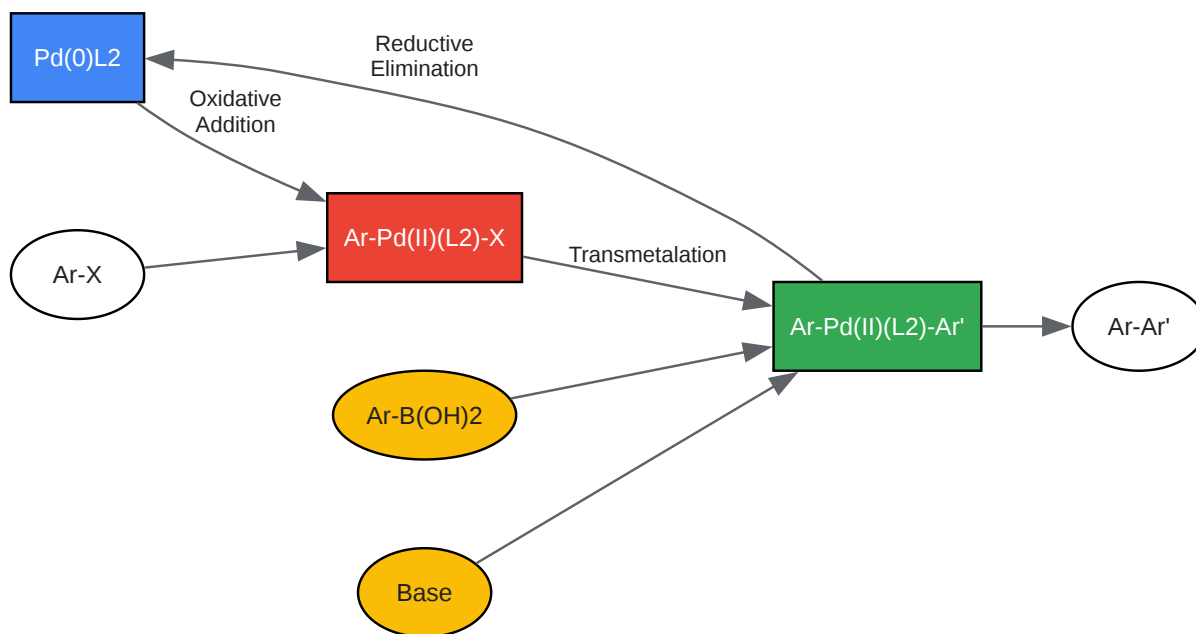 Pd(0)L2
Reductive
Elimination
Oxidative
Addition
Ar-Pd(II)(L2)-X
Transmetalation
Ar-X
Ar-Pd(II)(L2)-Ar'
Ar-Ar'
Ar-B(OH)2
Base